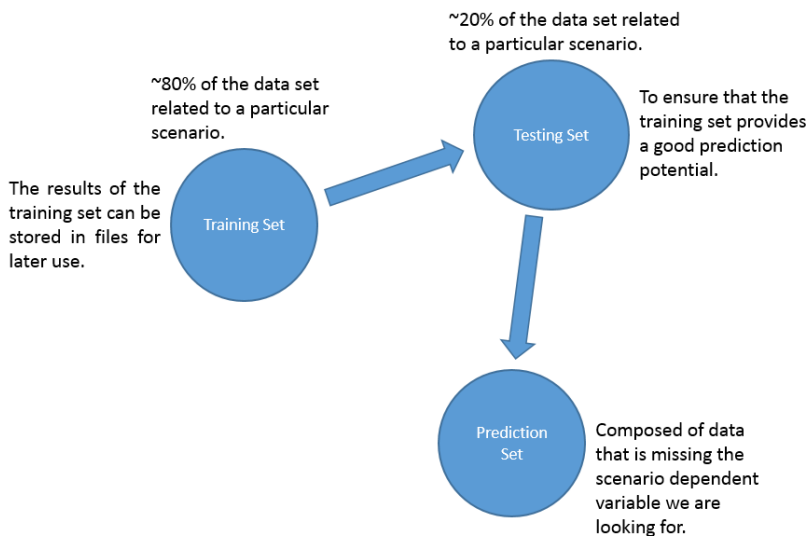 ~80% of the data set
related to a particular
scenario.
Training Set
The results of the
training set can be
stored in files for
later use.
~20% of the data set related
to a particular scenario.
Testing Set
To ensure that the
training set provides
a good prediction
potential.
Prediction
Set
Composed of data
that is missing the
scenario dependent
variable we are
looking for.